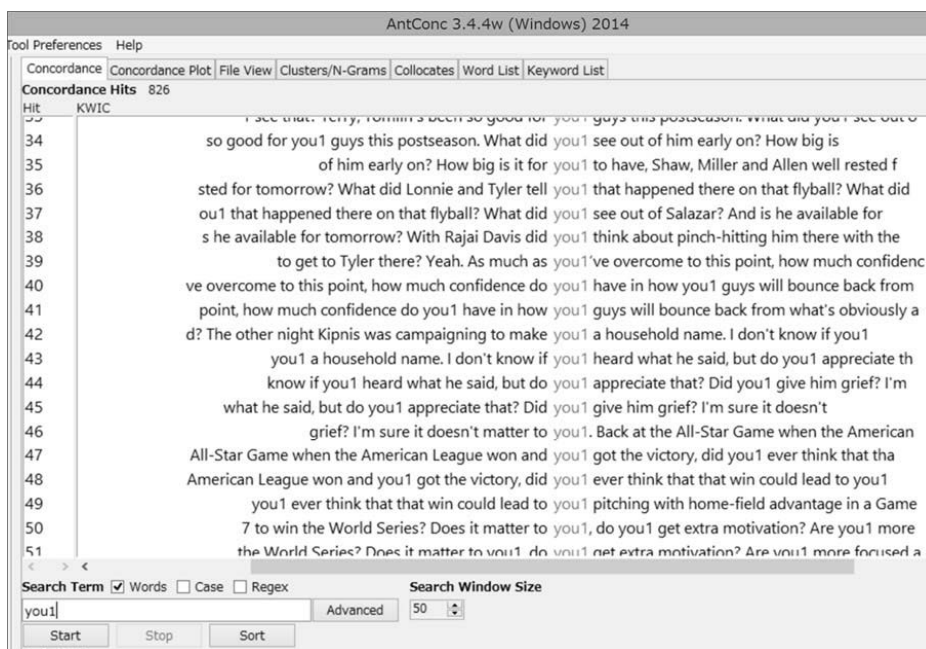 AntConc 3.4.4w (Windows) 2014
Tool Preferences Help
Concordance Concordance Plot File View Clusters/N-Grams Collocates Word List Keyword List
Concordance Hits 826
Hit KWIC
I see that? Terry, Tomlin's been so good for you1 guys this postseason. What did you1 see out o
34 so good for you1 guys this postseason. What did you1 see out of him early on? How big is
35 of him early on? How big is it for you1 to have, Shaw, Miller and Allen well rested f
36 sted for tomorrow? What did Lonnie and Tyler tell you1 that happened there on that flyball? What did
37 ou1 that happened there on that flyball? What did you1 see out of Salazar? And is he available for
38 s he available for tomorrow? With Rajai Davis did you1 think about pinch-hitting him there with the
39 to get to Tyler there? Yeah. As much as you1've overcome to this point, how much confidenc
40 ve overcome to this point, how much confidence do you1 have in how you1 guys will bounce back from
41 point, how much confidence do you1 have in how you1 guys will bounce back from what's obviously a
42 d? The other night Kipnis was campaigning to make you1 a household name. I don't know if you1
43 you1 a household name. I don't know if you1 heard what he said, but do you1 appreciate th
44 know if you1 heard what he said, but do you1 appreciate that? Did you1 give him grief? I'm
45 what he said, but do you1 appreciate that? Did you1 give him grief? I'm sure it doesn't
46 grief? I'm sure it doesn't matter to you1. Back at the All-Star Game when the American
47 All-Star Game when the American League won and you1 got the victory, did you1 ever think that tha
48 American League won and you1 got the victory, did you1 ever think that that win could lead to you1
49 you1 ever think that that win could lead to you1 pitching with home-field advantage in a Game
50 7 to win the World Series? Does it matter to you1, do you1 get extra motivation? Are you1 more
51 the World Series? Does it matter to you1, do you1 get extra motivation? Are you1 more focused a
Search Term Words Case Regex Search Window Size
you1 Advanced 50
Start Stop Sort